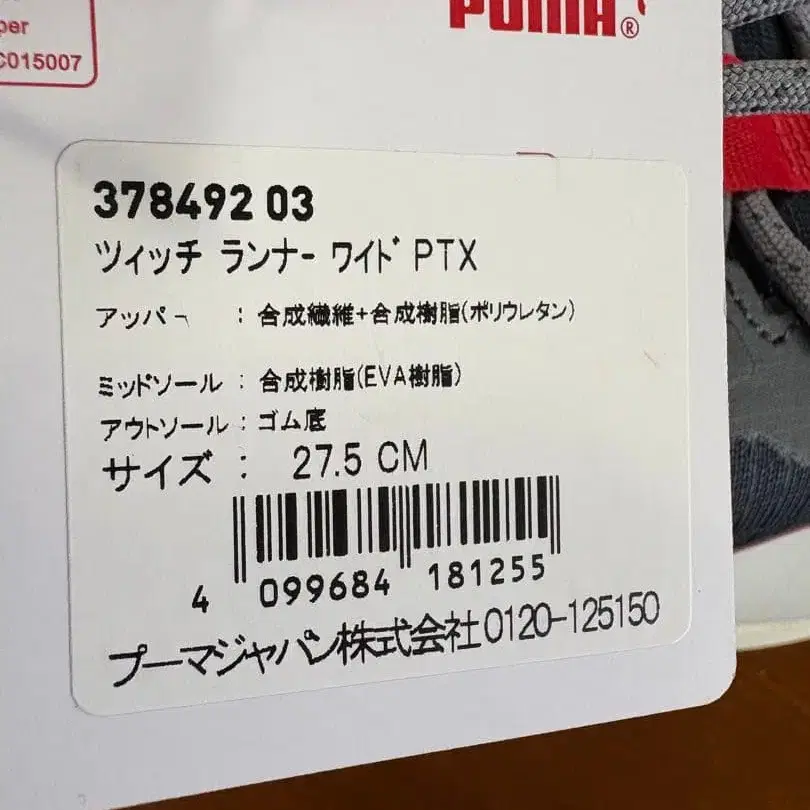 per
C015007
PUMA®
378492 03
ツィッチ ランナー ワイド PTX
アッパー : 合成繊維+合成樹脂(ポリウレタン)
ミッドソール : 合成樹脂(EVA樹脂)
アウトソール : ゴム底
サイズ : 27.5 CM
4 099684 181255
プーマジャパン株式会社0120-125150